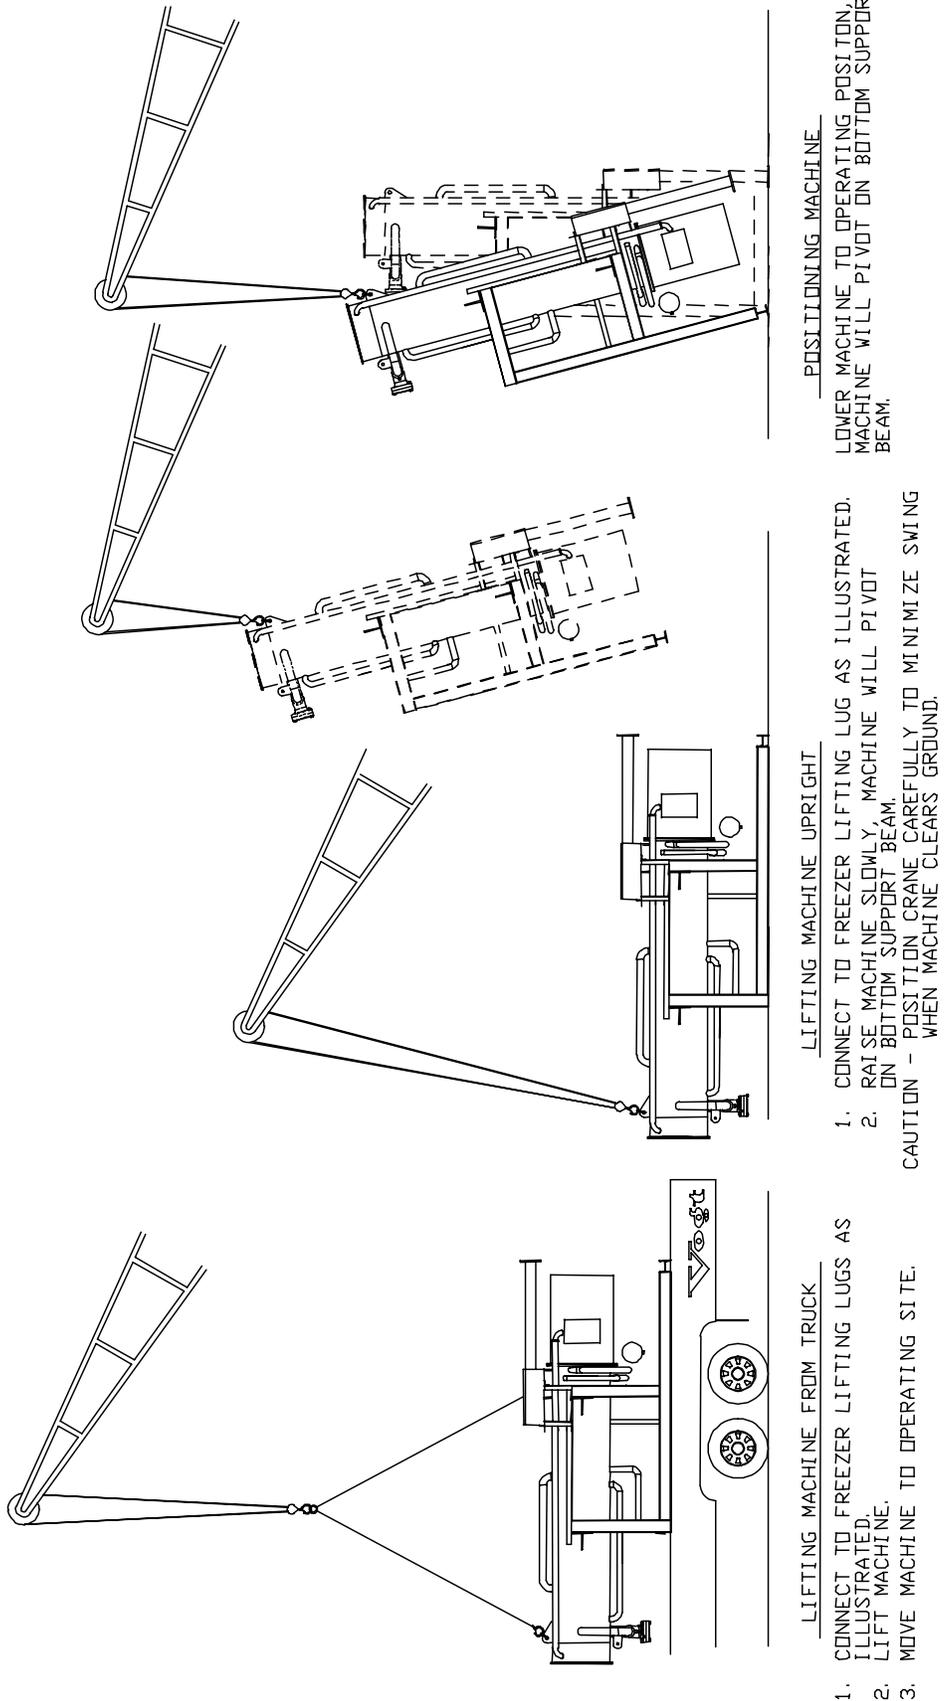 Vogt
LIFTING MACHINE FROM TRUCK
1. CONNECT TO FREEZER LIFTING LUGS AS
ILLUSTRATED.
2. LIFT MACHINE.
3. MOVE MACHINE TO OPERATING SITE.
LIFTING MACHINE UPRIGHT
1. CONNECT TO FREEZER LIFTING LUG AS ILLUSTRATED.
2. RAISE MACHINE SLOWLY, MACHINE WILL PIVOT
ON BOTTOM SUPPORT BEAM.
CAUTION - POSITION CRANE CAREFULLY TO MINIMIZE SWING
WHEN MACHINE CLEARS GROUND.
POSITIONING MACHINE
LOWER MACHINE TO OPERATING POSITON,
MACHINE WILL PIVOT ON BOTTOM SUPPOR
BEAM.